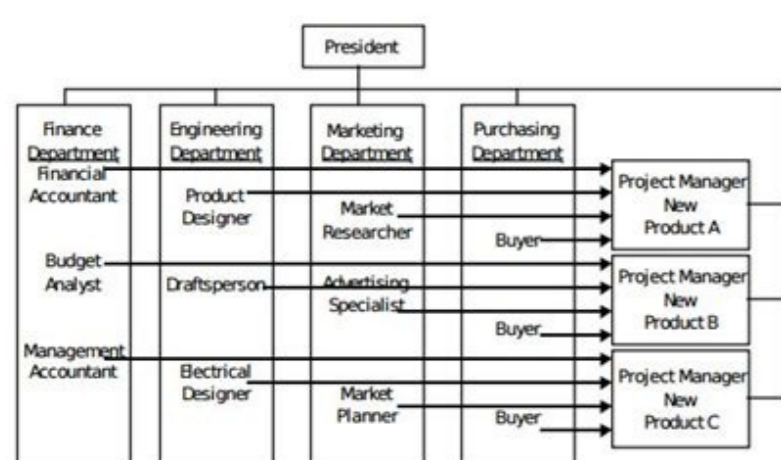 President
Finance
Department
Financial
Accountant
Budget
Analyst
Management
Accountant
Engineering
Department
Product
Designer
Draftsperson
Electrical
Designer
Marketing
Department
Market
Researcher
Advertising
Specialist
Market
Planner
Purchasing
Department
Buyer
Buyer
Buyer
Project Manager
New
Product A
Project Manager
New
Product B
Project Manager
New
Product C